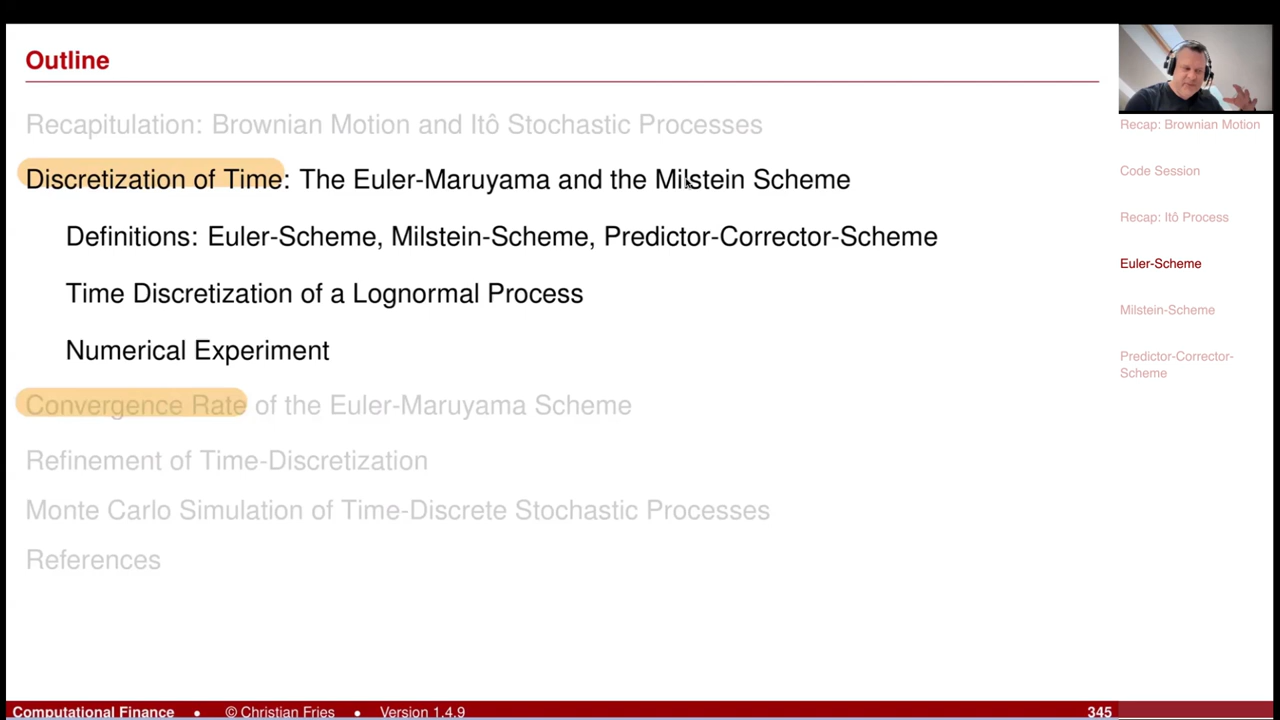 Outline
Recapitulation: Brownian Motion and Itô Stochastic Processes
Discretization of Time: The Euler-Maruyama and the Milstein Scheme
Definitions: Euler-Scheme, Milstein-Scheme, Predictor-Corrector-Scheme
Time Discretization of a Lognormal Process
Numerical Experiment
Convergence Rate of the Euler-Maruyama Scheme
Refinement of Time-Discretization
Monte Carlo Simulation of Time-Discrete Stochastic Processes
References
Recap: Brownian Motion
Code Session
Recap: Itô Process
Euler-Scheme
Milstein-Scheme
Predictor-Corrector-
Scheme
Computational Finance • © Christian Fries • Version 1.4.9 345